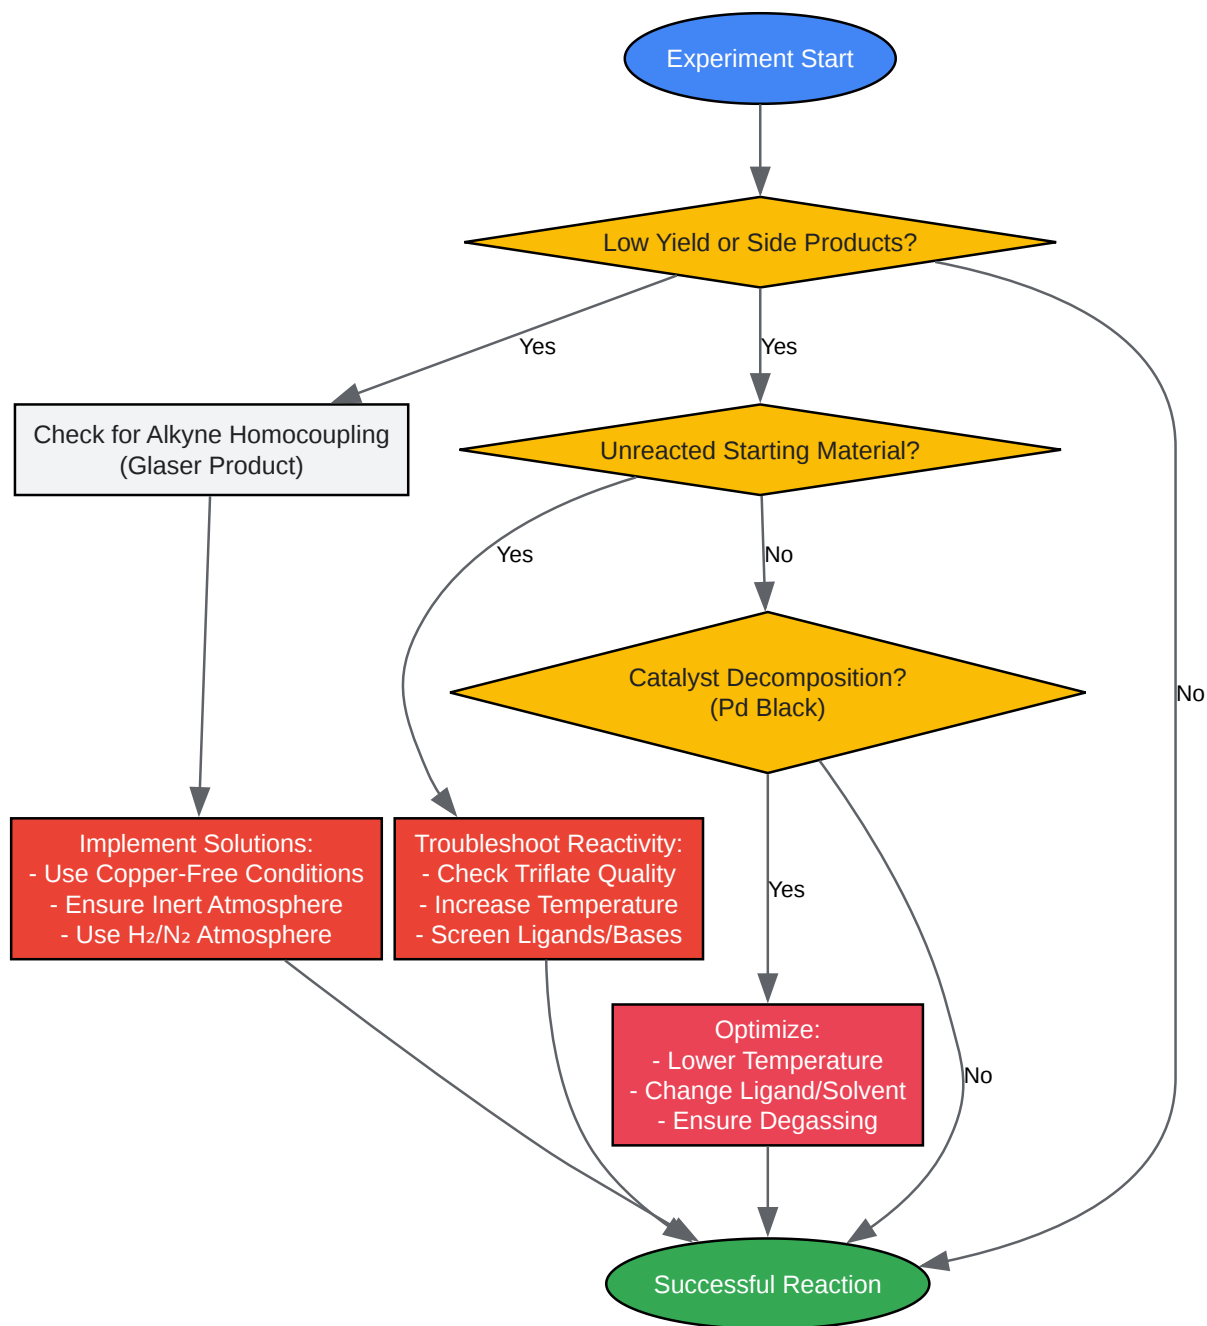 Experiment Start
Low Yield or Side Products?
Yes
Yes
No
Check for Alkyne Homocoupling
(Glaser Product)
Unreacted Starting Material?
Yes
No
Catalyst Decomposition?
(Pd Black)
Yes
No
Implement Solutions:
- Use Copper-Free Conditions
- Ensure Inert Atmosphere
- Use H₂/N₂ Atmosphere
Troubleshoot Reactivity:
- Check Triflate Quality
- Increase Temperature
- Screen Ligands/Bases
Optimize:
- Lower Temperature
- Change Ligand/Solvent
- Ensure Degassing
Successful Reaction